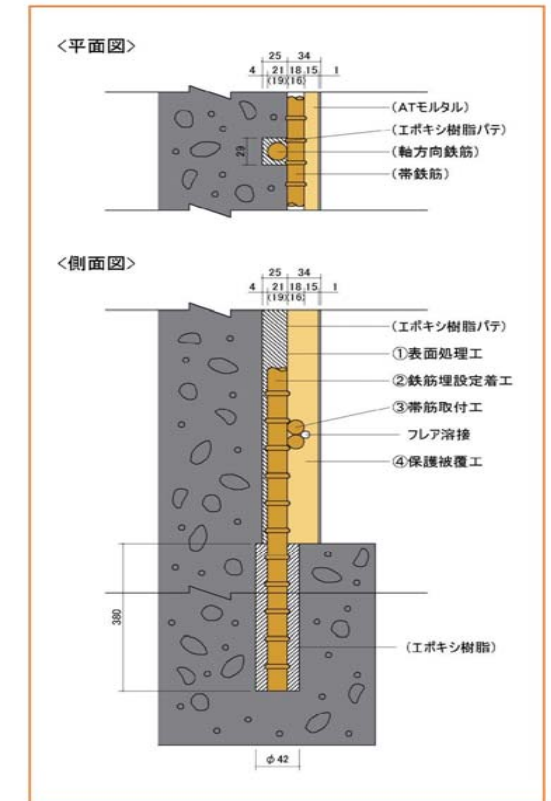 <平面図>
25 34
4 21 18 15 1
(19)(16)
29
(ATモルタル)
(エポキシ樹脂パテ)
(軸方向鉄筋)
(帯鉄筋)
<側面図>
25 34
4 21 18 15 1
(19)(16)
(エポキシ樹脂パテ)
①表面処理工
②鉄筋埋設定着工
③帯筋取付工
フレア溶接
④保護被覆工
380
(エポキシ樹脂)
φ42